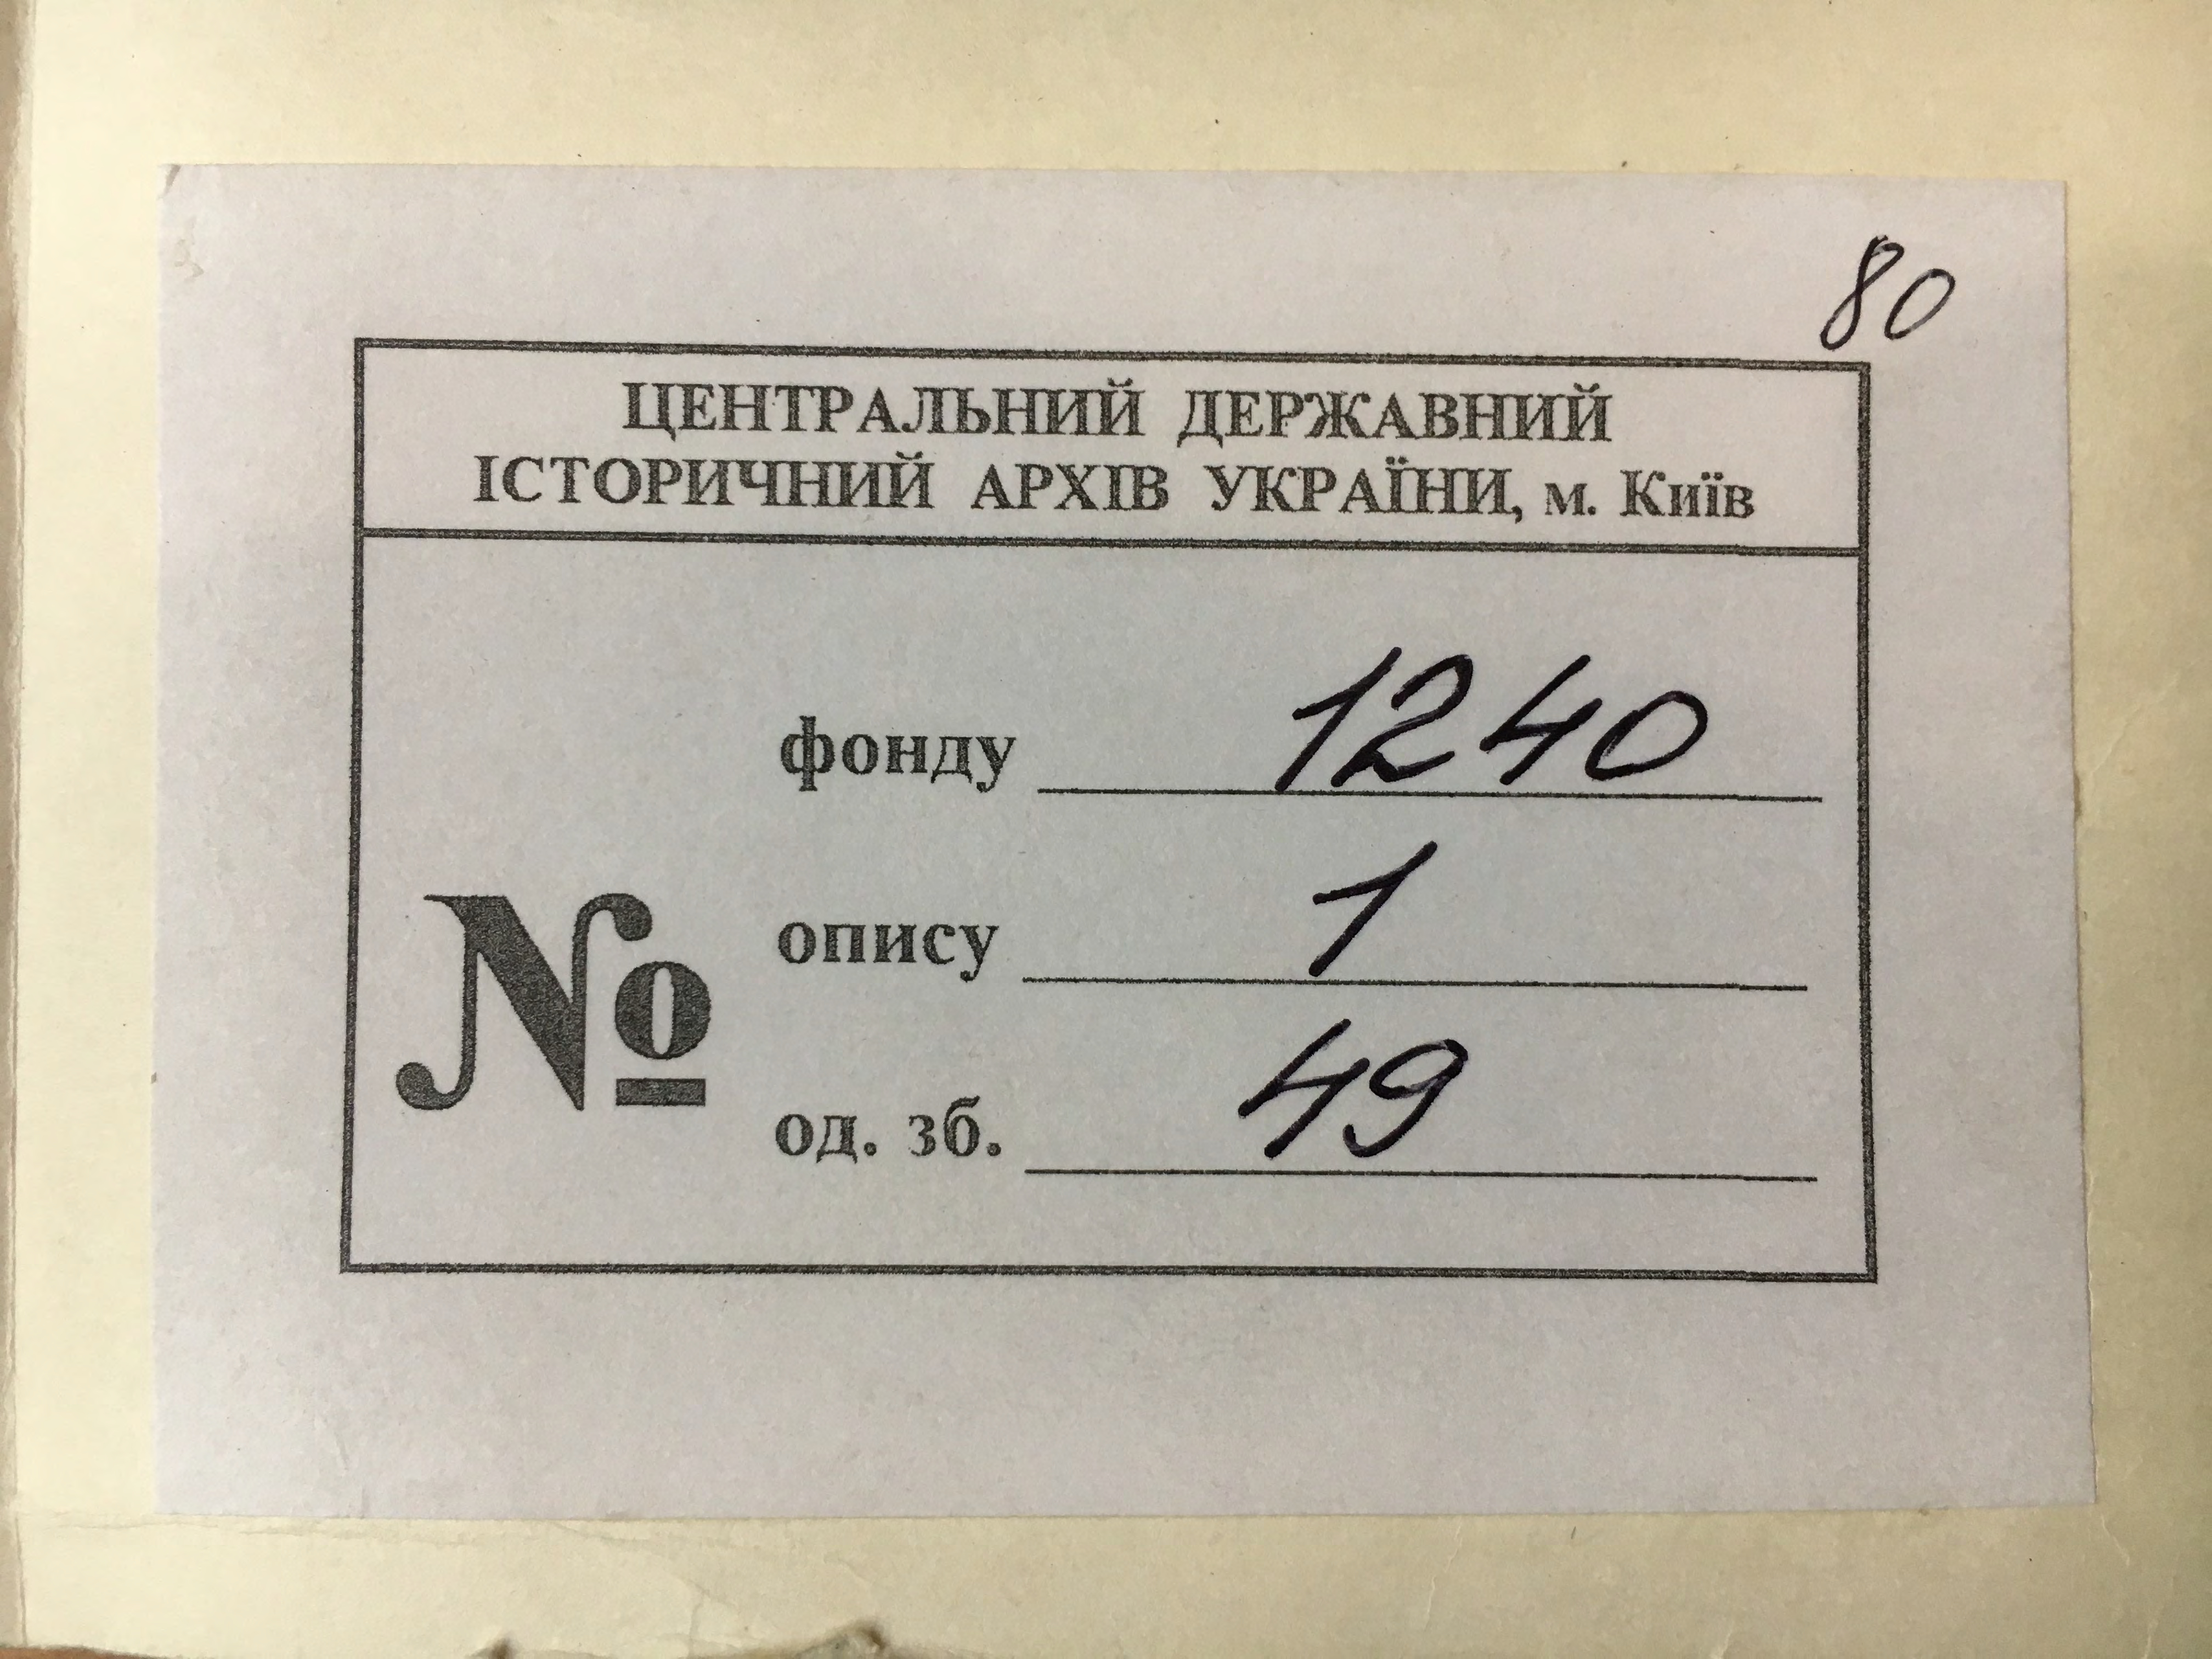 80
ЦЕНТРАЛЬНИЙ ДЕРЖАВНИЙ
ІСТОРИЧНИЙ АРХІВ УКРАЇНИ, м. Київ
№
фонду 1240
опису 1
од. зб. 49